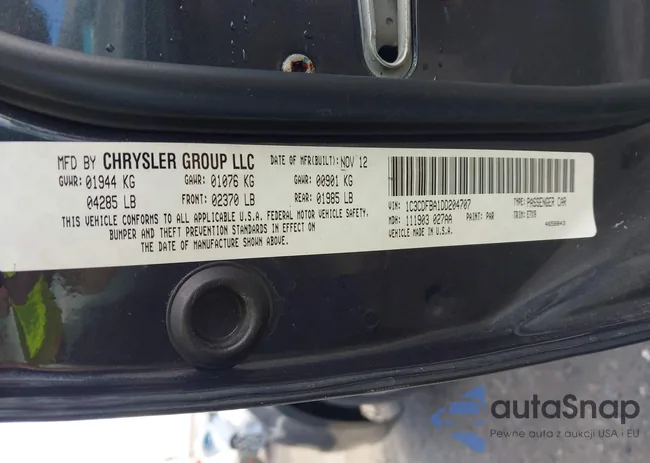 MFD BY CHRYSLER GROUP LLC DATE OF MFR(BUILT): NOV 12
GVWR: 01944 KG GAWR: 01076 KG GAWR: 00901 KG
04285 LB FRONT: 02370 LB REAR: 01985 LB
THIS VEHICLE CONFORMS TO ALL APPLICABLE U.S.A. FEDERAL MOTOR VEHICLE SAFETY,
BUMPER AND THEFT PREVENTION STANDARDS IN EFFECT ON
THE DATE OF MANUFACTURE SHOWN ABOVE.
VIN: 1C3CDFBA1DD204707 TYPE: PASSENGER CAR
MDH: 111903 027AA PAINT: PAR TRIM:
VEHICLE MADE IN U.S.A.
autaSnap
Pewne auta z aukcji USA i EU